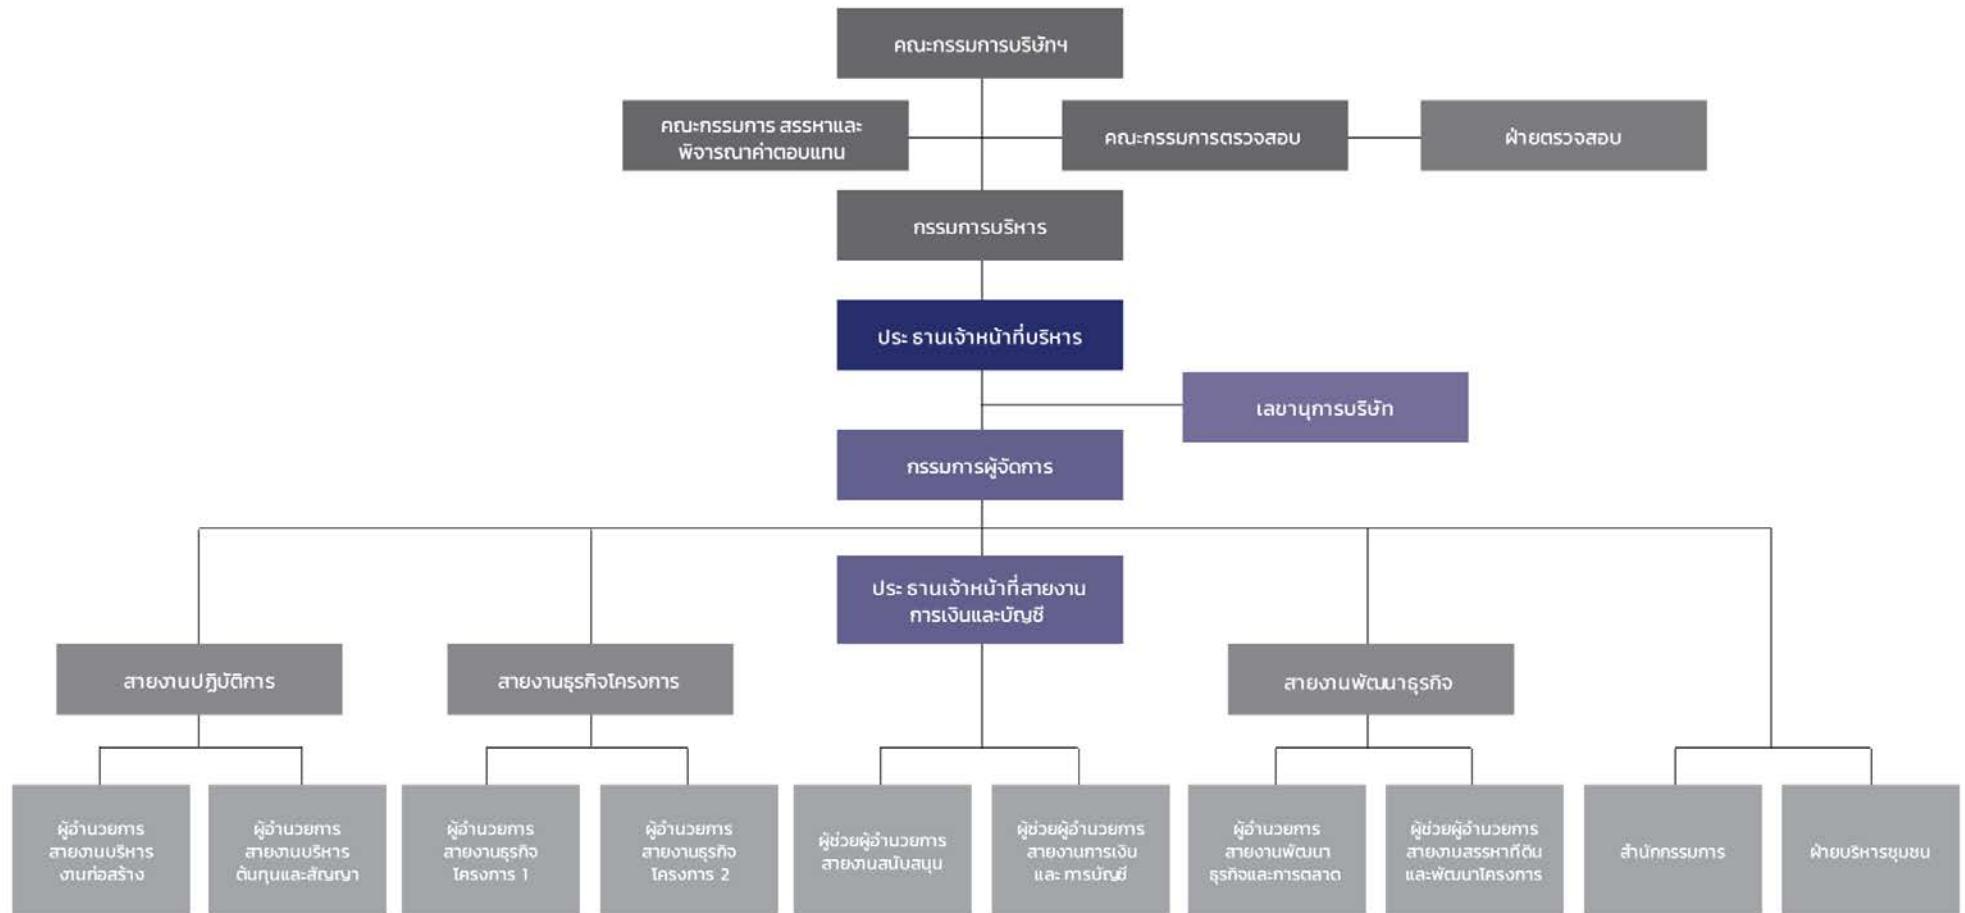 คณะกรรมการบริษัทฯ
คณะกรรมการ สรรหาและ
พิจารณาค่าตอบแทน
คณะกรรมการตรวจสอบ
ฝ่ายตรวจสอบ
กรรมการบริหาร
ประธานเจ้าหน้าที่บริหาร
เลขานุการบริษัท
กรรมการผู้จัดการ
ประธานเจ้าหน้าที่สายงาน
การเงินและบัญชี
สายงานปฏิบัติการ
สายงานธุรกิจโครงการ
สายงานพัฒนาธุรกิจ
ผู้อำนวยการ
สายงานบริหาร
งานก่อสร้าง
ผู้อำนวยการ
สายงานบริหาร
ต้นทุนและสัญญา
ผู้อำนวยการ
สายงานธุรกิจ
โครงการ 1
ผู้อำนวยการ
สายงานธุรกิจ
โครงการ 2
ผู้ช่วยผู้อำนวยการ
สายงานสนับสนุน
ผู้ช่วยผู้อำนวยการ
สายงานการเงิน
และ การบัญชี
ผู้อำนวยการ
สายงานพัฒนา
ธุรกิจและการตลาด
ผู้ช่วยผู้อำนวยการ
สายงานสรรหาที่ดิน
และพัฒนาโครงการ
สำนักกรรมการ
ฝ่ายบริหารชุมชน